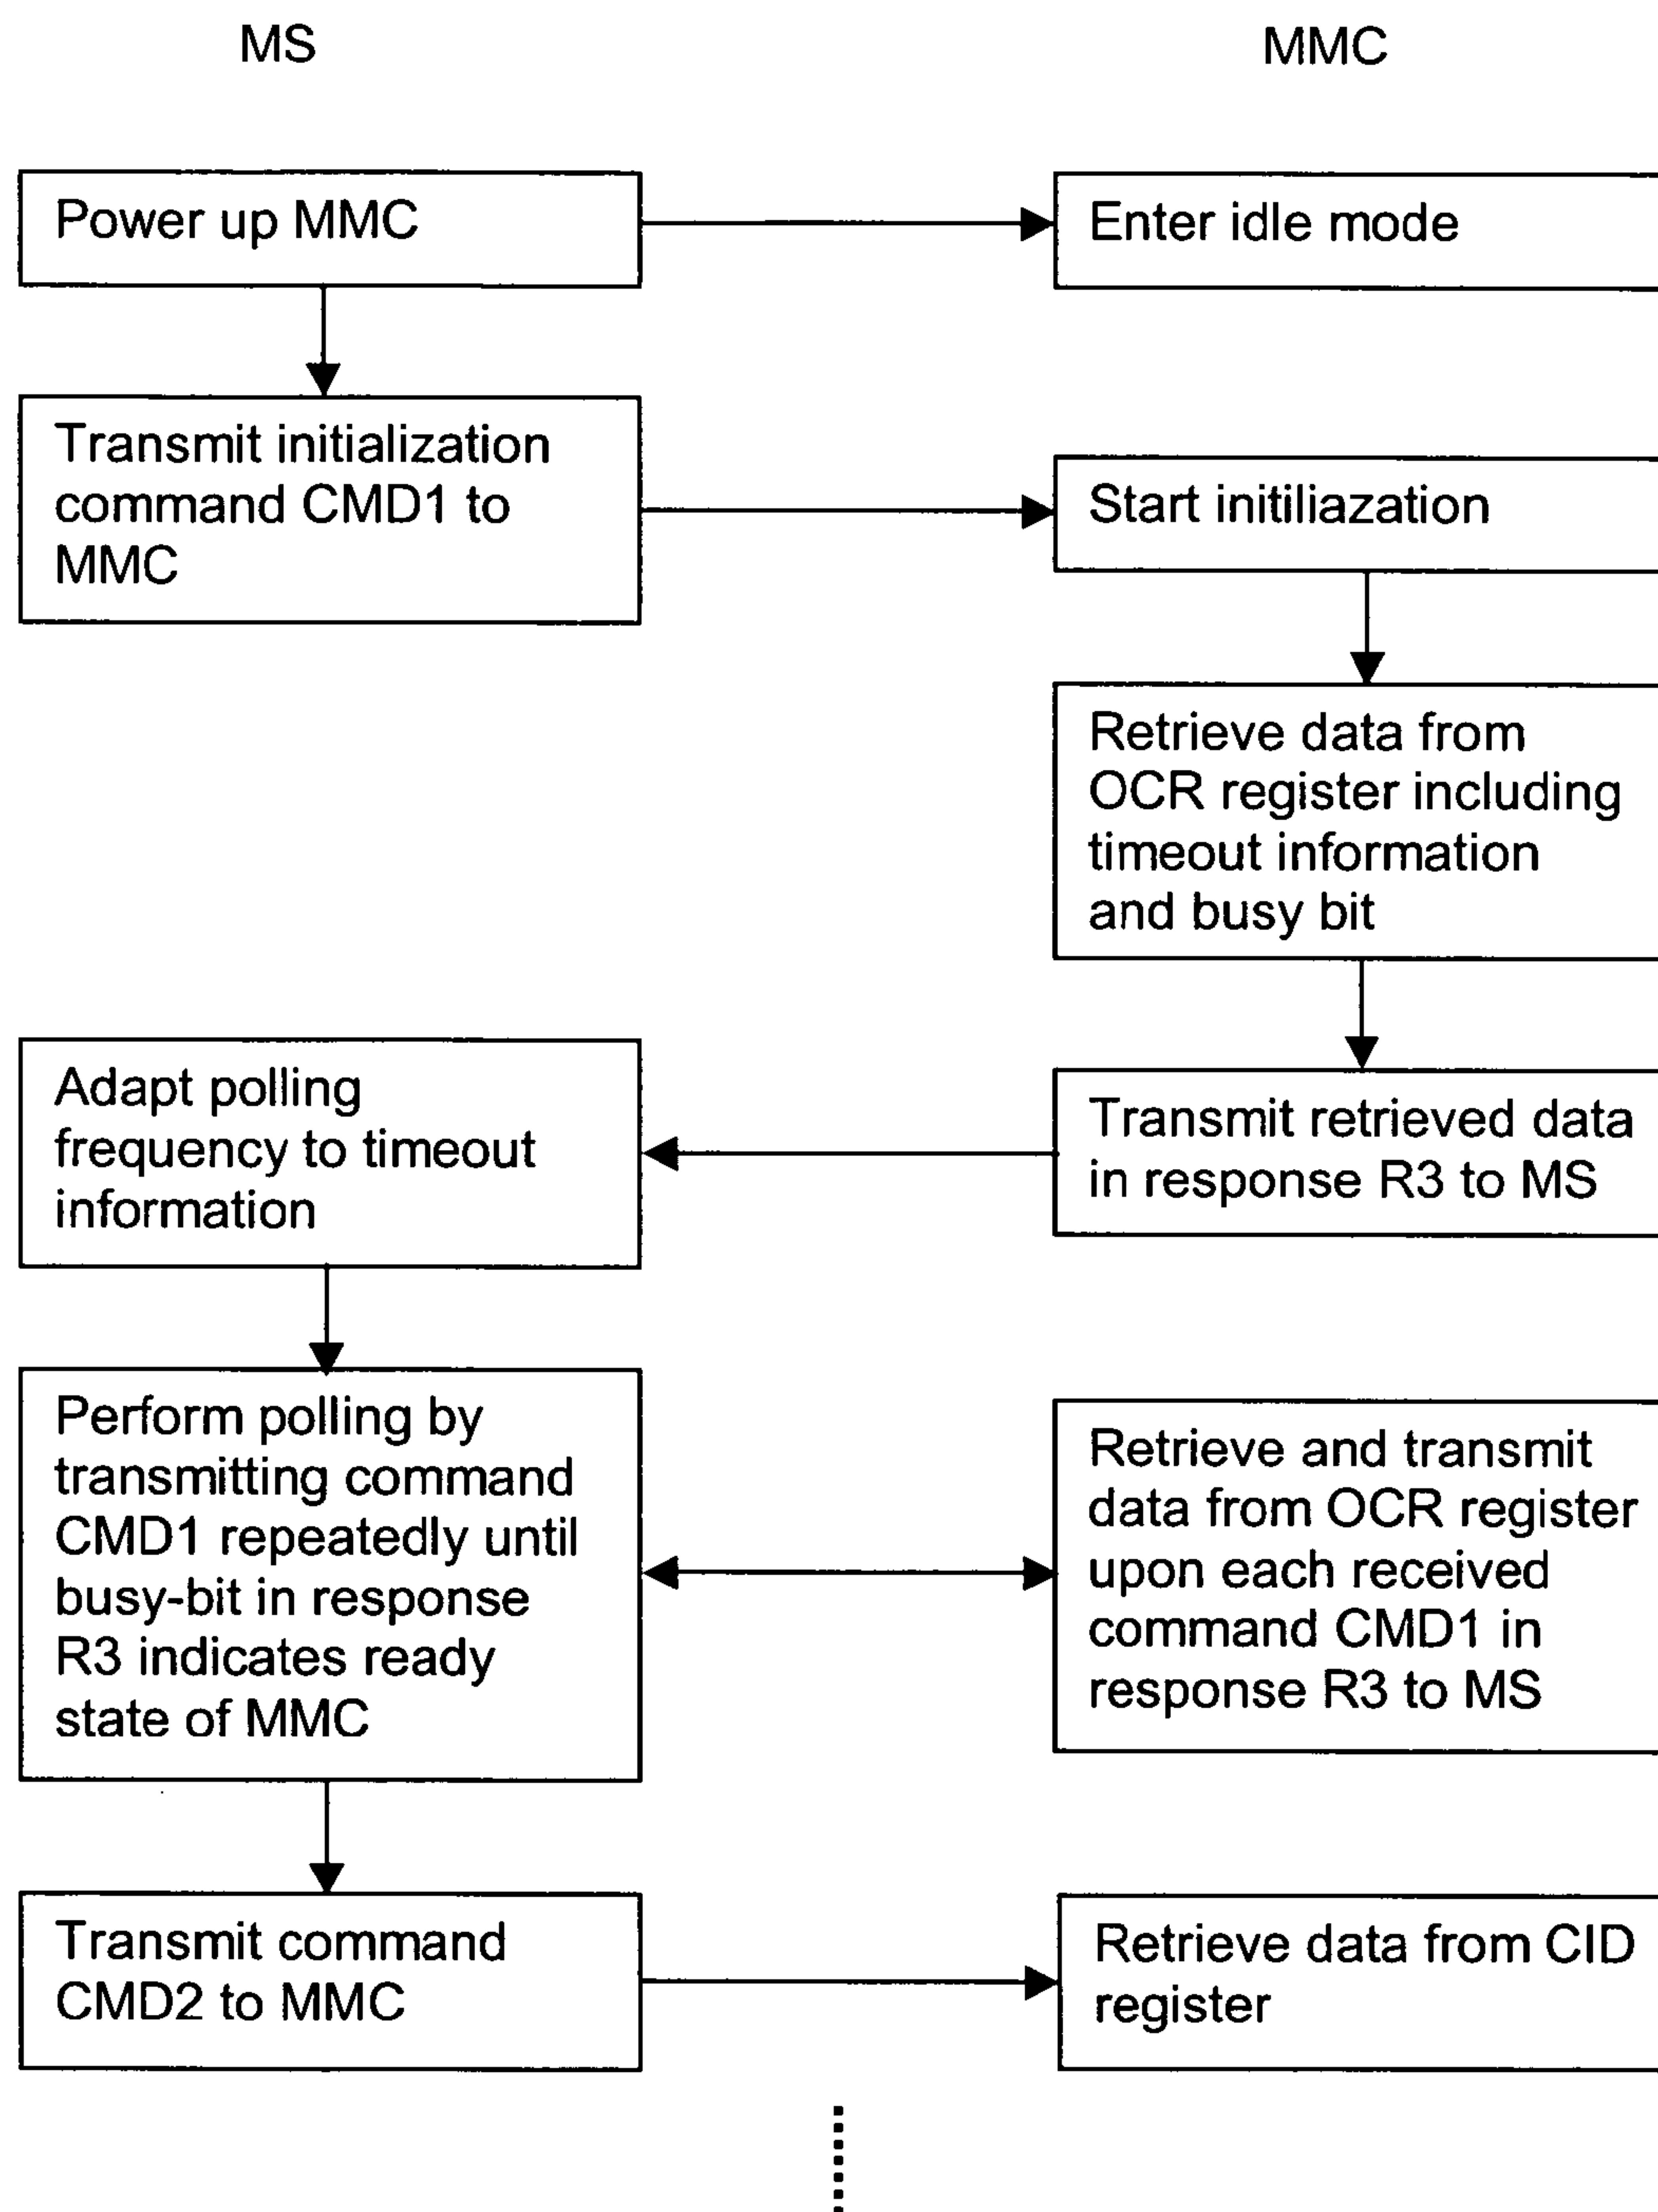 MS
MMC
Power up MMC
Enter idle mode
Transmit initialization
command CMD1 to
MMC
Start initiliazation
Retrieve data from
OCR register including
timeout information
and busy bit
Adapt polling
frequency to timeout
information
Transmit retrieved data
in response R3 to MS
Perform polling by
transmitting command
CMD1 repeatedly until
busy-bit in response
R3 indicates ready
state of MMC
Retrieve and transmit
data from OCR register
upon each received
command CMD1 in
response R3 to MS
Transmit command
CMD2 to MMC
Retrieve data from CID
register